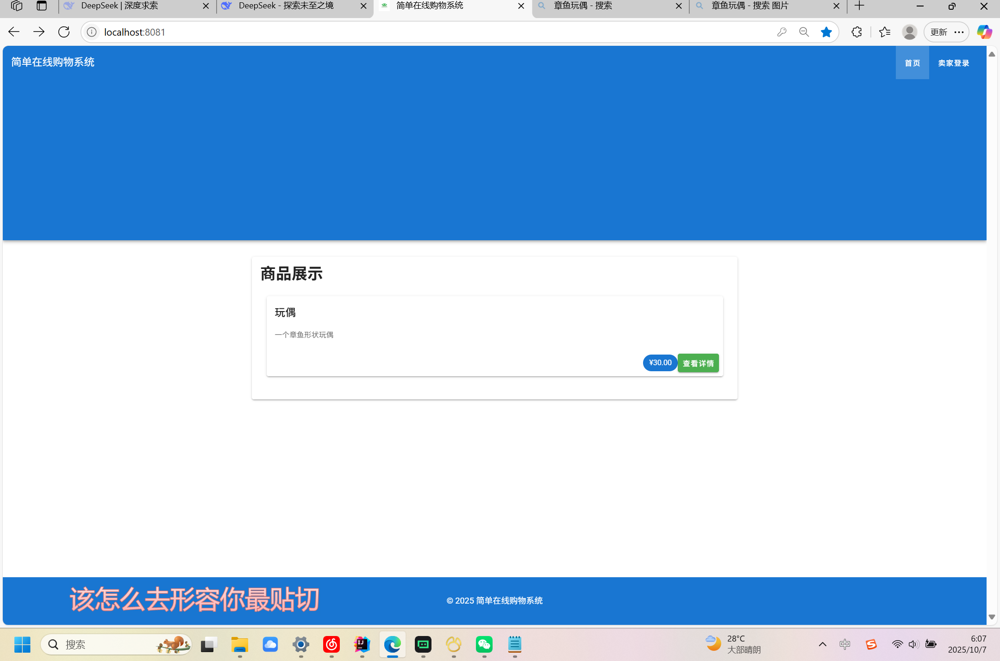 DeepSeek | 深度求索
DeepSeek - 探索未至之境
简单在线购物系统
章鱼玩偶 - 搜索
章鱼玩偶 - 搜索 图片
localhost:8081
更新
简单在线购物系统
首页
卖家登录
商品展示
玩偶
一个章鱼形状玩偶
¥30.00
查看详情
该怎么去形容你最贴切
© 2025 简单在线购物系统
搜索
28°C
大部晴朗
中
6:07
2025/10/7